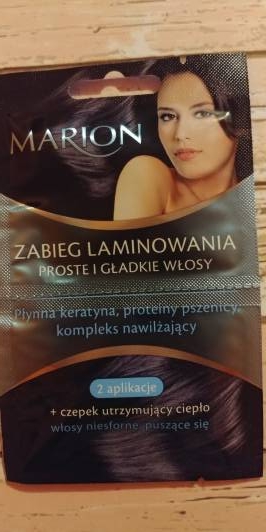 MARION
ZABIEG LAMINOWANIA
PROSTE I GŁADKIE WŁOSY
Płynna keratyna, proteiny pszenicy,
kompleks nawilżający
2 aplikacje
+ czepek utrzymujący ciepło
włosy niesforne, puszące się